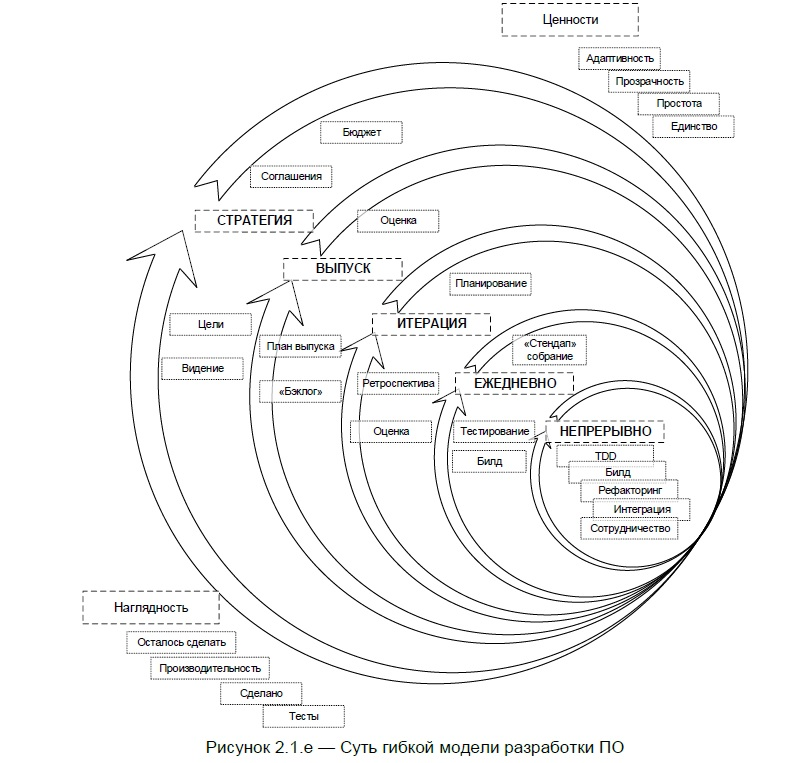 Ценности
Адаптивность
Прозрачность
Простота
Единство
Бюджет
Соглашения
СТРАТЕГИЯ
Оценка
ВЫПУСК
Планирование
ИТЕРАЦИЯ
Цели
План выпуска
«Стендап»
собрание
Видение
«Бэклог»
Ретроспектива
ЕЖЕДНЕВНО
Оценка
Тестирование
НЕПРЕРЫВНО
Билд
TDD
Билд
Рефакторинг
Интеграция
Сотрудничество
Наглядность
Осталось сделать
Производительность
Сделано
Тесты
Рисунок 2.1.e — Суть гибкой модели разработки ПО